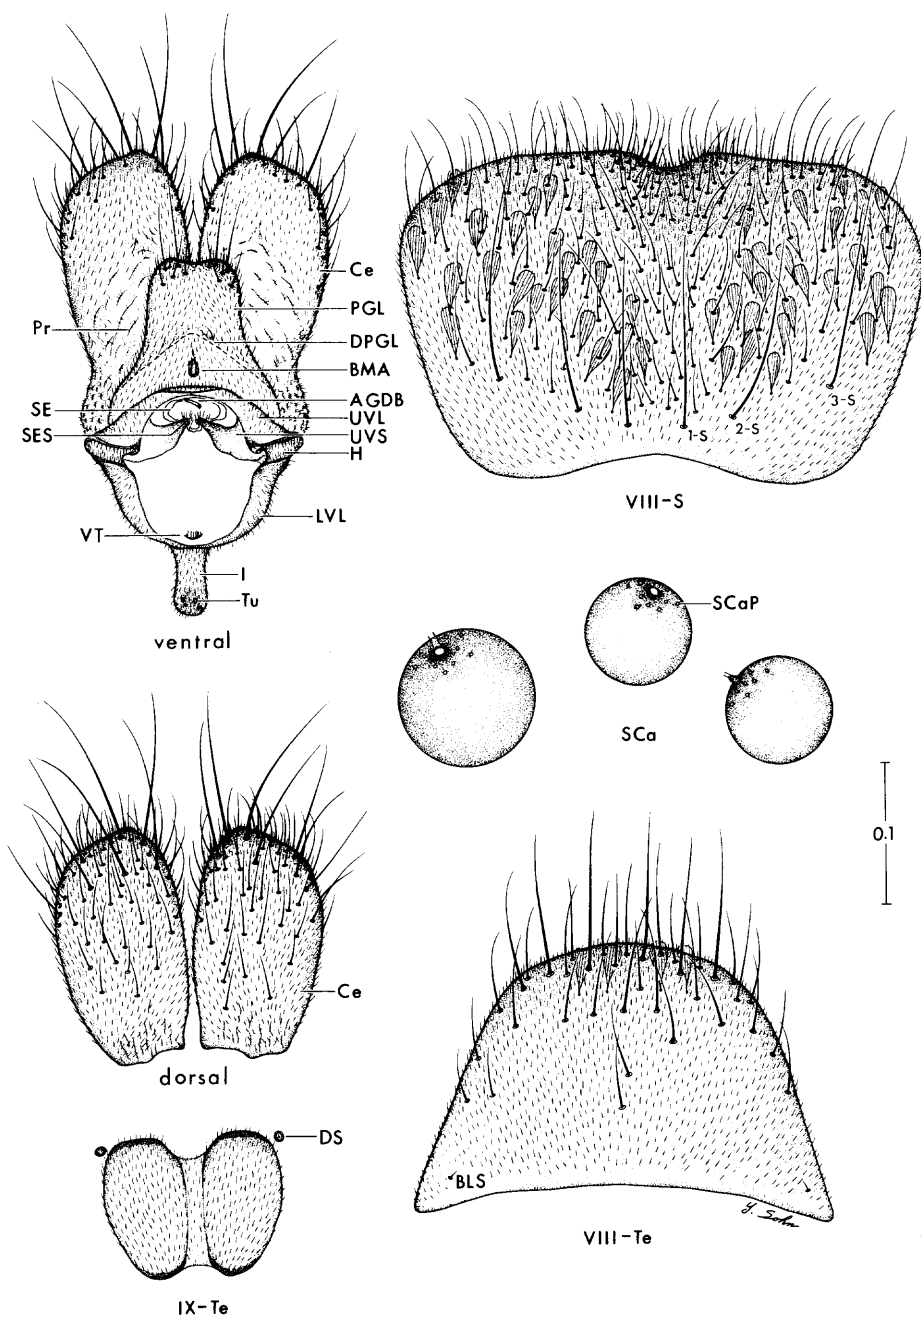 Ce
PGL
Pr
DPGL
BMA
AGDB
SE
UVL
SES
UVS
H
LVL
VT
I
Tu
ventral
1-S
2-S
3-S
VIII-S
SCaP
SCa
0.1
Ce
dorsal
DS
IX-Te
BLS
Y. Sohn
VIII-Te